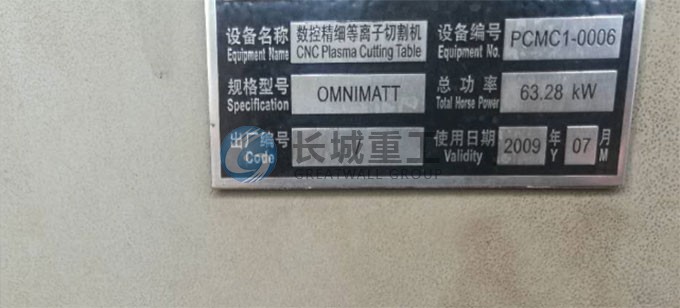 设备名称 数控精细等离子切割机 设备编号 PCMC1-0006
Equipment Name CNC Plasma Cutting Table Equipment No.
规格型号 OMNIMATT 总功率 63.28 kW
Specification Total Horse Power
出厂编号 / 使用日期 2009 年 07 月
Code Validity Y M
长城重工
GREATWALL GROUP